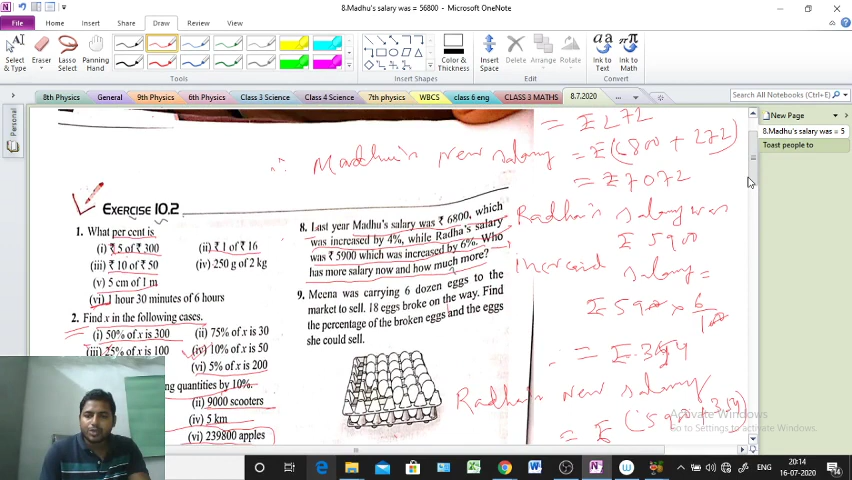 8.Madhu's salary was = 56800 - Microsoft OneNote
File Home Insert Draw Review View
Select & Type
Eraser
Lasso Select
Panning Hand
Color & Thickness
Insert Space
Delete
Arrange
Rotate
Ink to Text
Ink to Math
Tools
Insert Shapes
Edit
Convert
8th Physics General 9th Physics 6th Physics Class 3 Science Class 4 Science 7th physics WBCS class 6 eng CLASS 3 MATHS 8.7.2020 ...
Search All Notebooks (Ctrl+E)
Personal
New Page
8.Madhu's salary was = 5
Toast people to
= ₹272
∴ Madhu's new salary = ₹(6800 + 272)
= ₹7072
EXERCISE 10.2
1. What per cent is
(i) ₹ 5 of ₹ 300 (ii) ₹ 1 of ₹ 16
(iii) ₹ 10 of ₹ 50 (iv) 250 g of 2 kg
(v) 5 cm of 1 m
(vi) 1 hour 30 minutes of 6 hours
2. Find x in the following cases.
(i) 50% of x is 300 (ii) 75% of x is 30
(iii) 25% of x is 100 (iv) 10% of x is 50
(vi) 5% of x is 200
ng quantities by 10%.
(ii) 9000 scooters
(iv) 5 km
(vi) 239800 apples
8. Last year Madhu's salary was ₹ 6800, which
was increased by 4%, while Radha's salary
was ₹ 5900 which was increased by 6%. Who
has more salary now and how much more?
9. Meena was carrying 6 dozen eggs to the
market to sell. 18 eggs broke on the way. Find
the percentage of the broken eggs and the eggs
she could sell.
Radha's salary was
₹ 5900
Increased salary =
₹ 5900 × 6/100
= ₹ 354
Radha's new salary
= ₹ (5900 + 354)
Activate Windows
Go to Settings to activate Windows.
ENG
20:14
16-07-2020